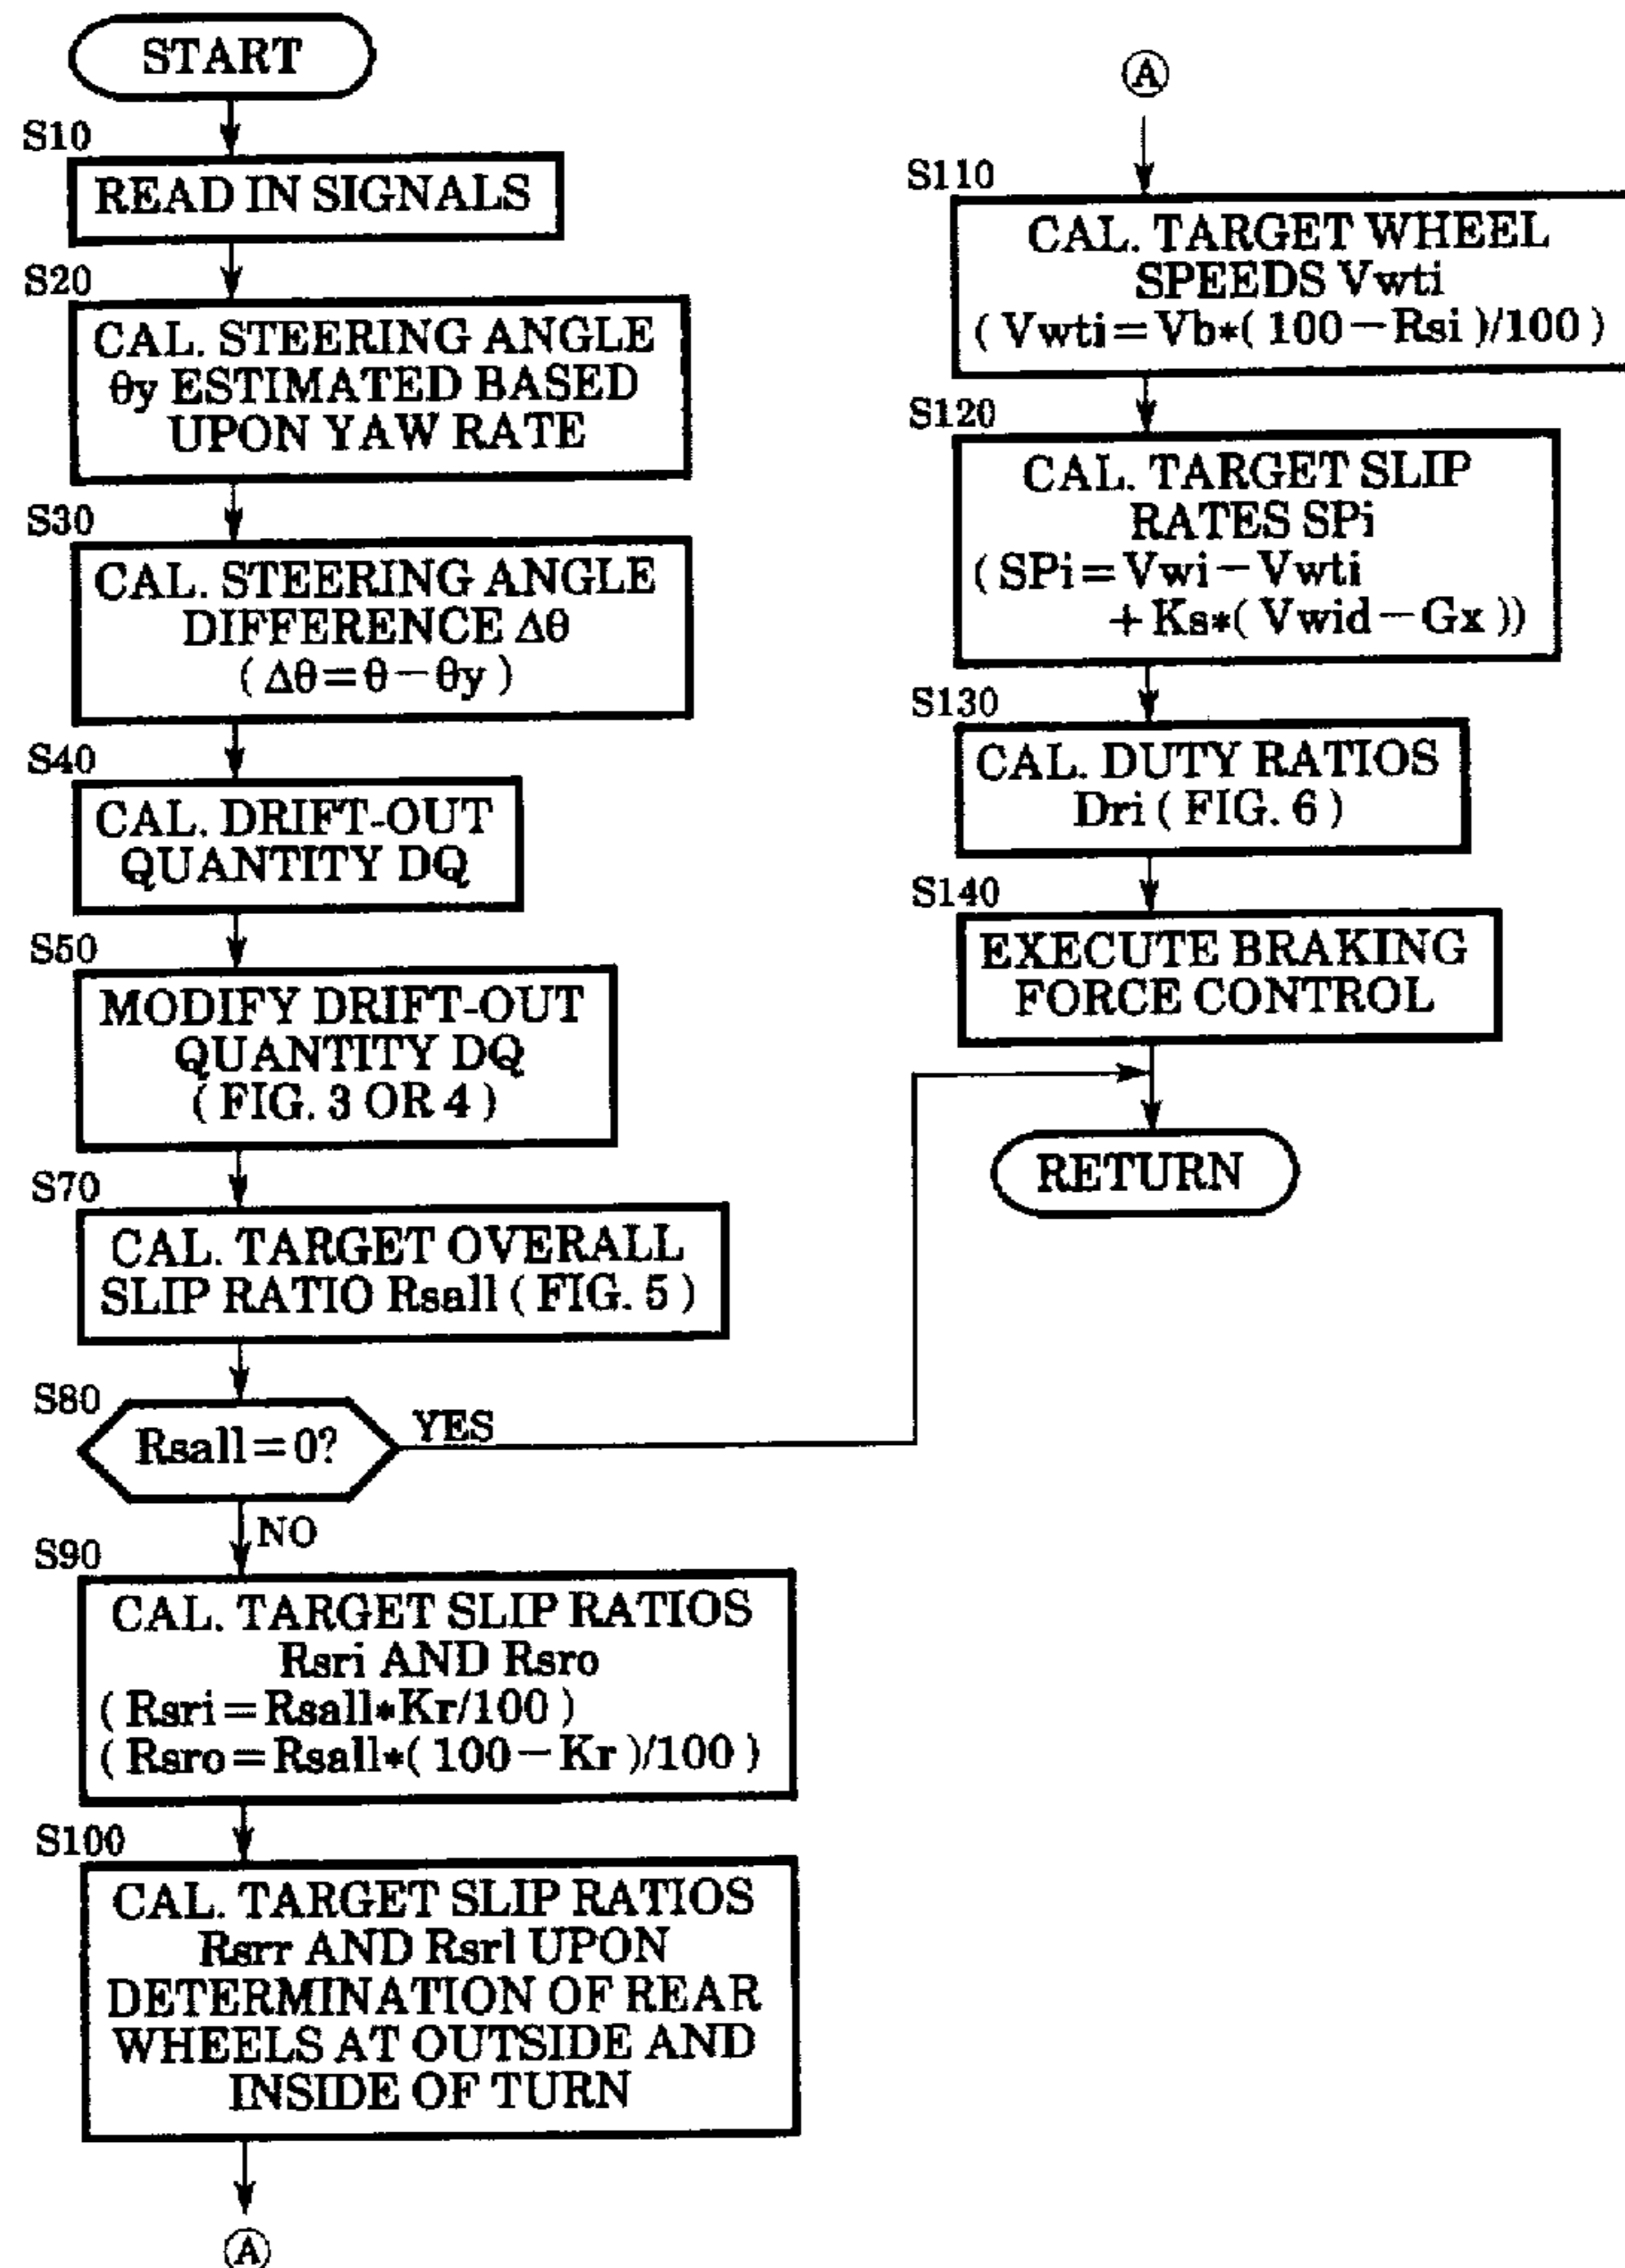 START
S10
READ IN SIGNALS
S20
CAL. STEERING ANGLE
θy ESTIMATED BASED
UPON YAW RATE
S30
CAL. STEERING ANGLE
DIFFERENCE Δθ
( Δθ=θ−θy )
S40
CAL. DRIFT-OUT
QUANTITY DQ
S50
MODIFY DRIFT-OUT
QUANTITY DQ
( FIG. 3 OR 4 )
S70
CAL. TARGET OVERALL
SLIP RATIO Rsall ( FIG. 5 )
S80
Rsall=0?
YES
NO
S90
CAL. TARGET SLIP RATIOS
Rsri AND Rsro
( Rsri=Rsall*Kr/100 )
( Rsro=Rsall*( 100−Kr )/100 )
S100
CAL. TARGET SLIP RATIOS
Rsrr AND Rsrl UPON
DETERMINATION OF REAR
WHEELS AT OUTSIDE AND
INSIDE OF TURN
Ⓐ
Ⓐ
S110
CAL. TARGET WHEEL
SPEEDS Vwti
( Vwti=Vb*( 100−Rsi )/100 )
S120
CAL. TARGET SLIP
RATES SPi
( SPi=Vwi−Vwti
+Ks*( Vwid−Gx ))
S130
CAL. DUTY RATIOS
Dri ( FIG. 6 )
S140
EXECUTE BRAKING
FORCE CONTROL
RETURN